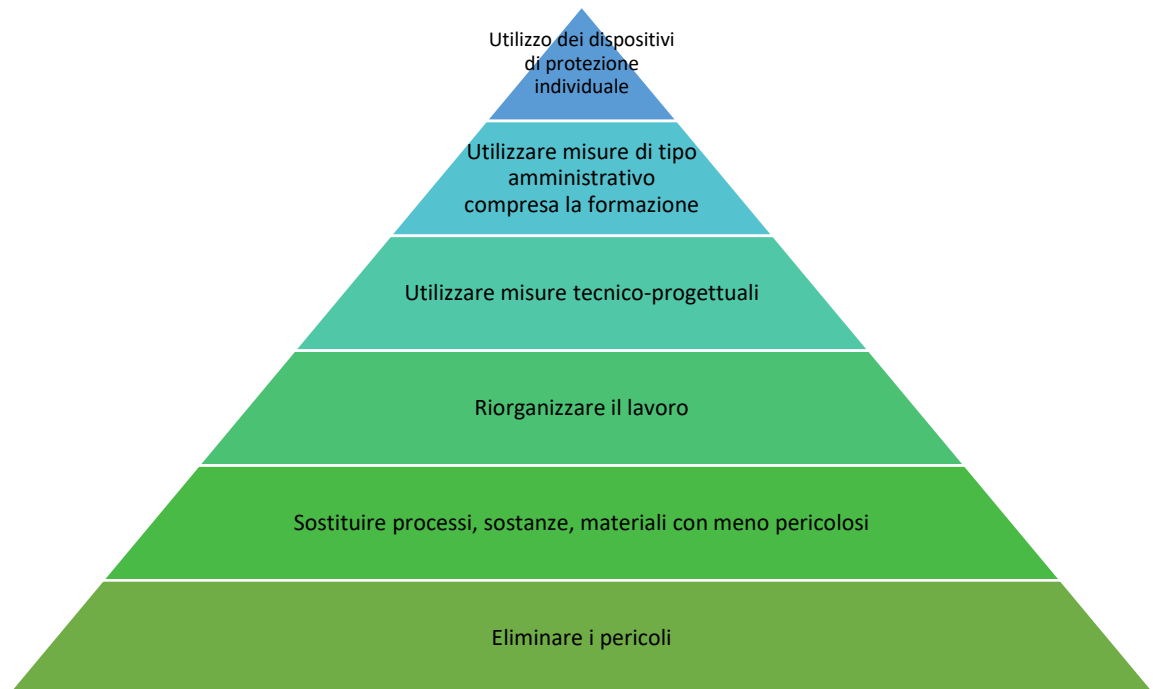 Utilizzo dei dispositivi
di protezione
individuale
Utilizzare misure di tipo
amministrativo
compresa la formazione
Utilizzare misure tecnico-progettuali
Riorganizzare il lavoro
Sostituire processi, sostanze, materiali con meno pericolosi
Eliminare i pericoli